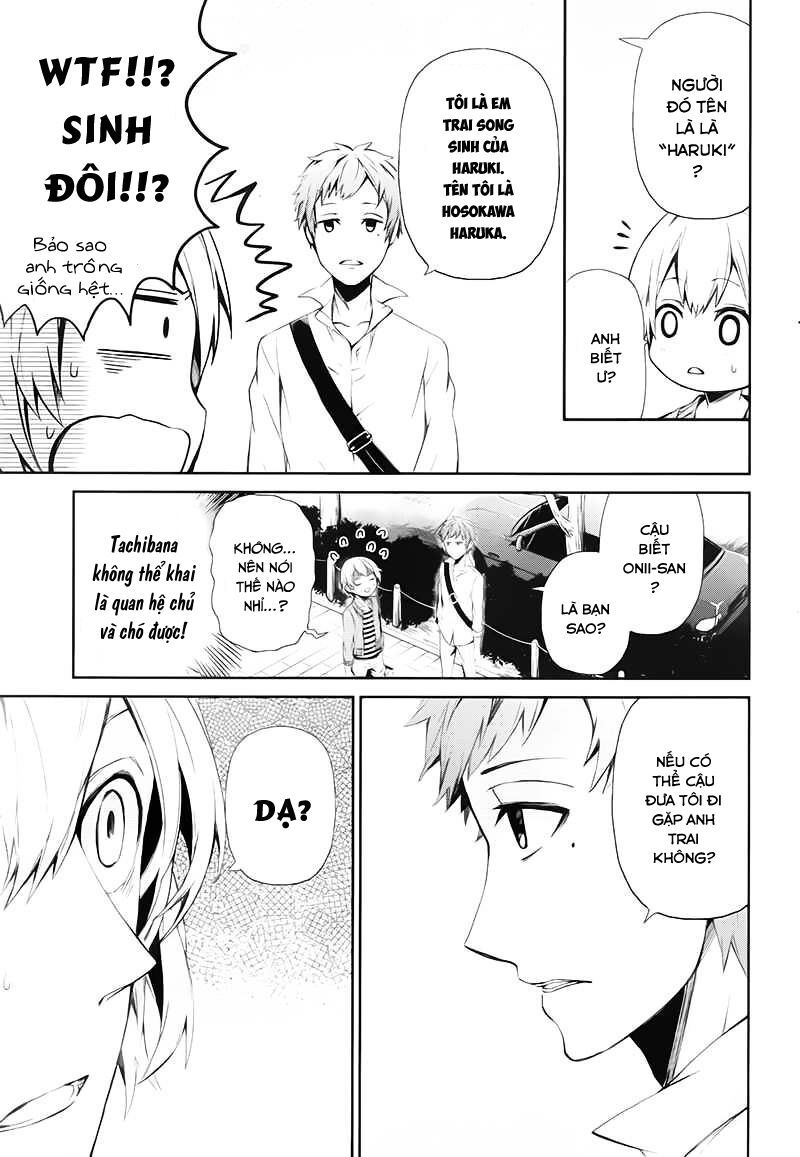 NGƯỜI
ĐÓ TÊN
LÀ LÀ
"HARUKI"
?
ANH
BIẾT
Ư?
TÔI LÀ EM
TRAI SONG
SINH CỦA
HARUKI.
TÊN TÔI LÀ
HOSOKAWA
HARUKA.
WTF!!?
SINH
ĐÔI!!?
Bảo sao
anh trông
giống hệt...
CẬU
BIẾT
ONII-SAN
LÀ BẠN
SAO?
KHÔNG...
NÊN NÓI
THẾ NÀO
NHỈ...?
Tachibana
không thể khai
là quan hệ chủ
và chó được!
NẾU CÓ
THỂ CẬU
ĐƯA TÔI ĐI
GẶP ANH
TRAI
KHÔNG?
DẠ?